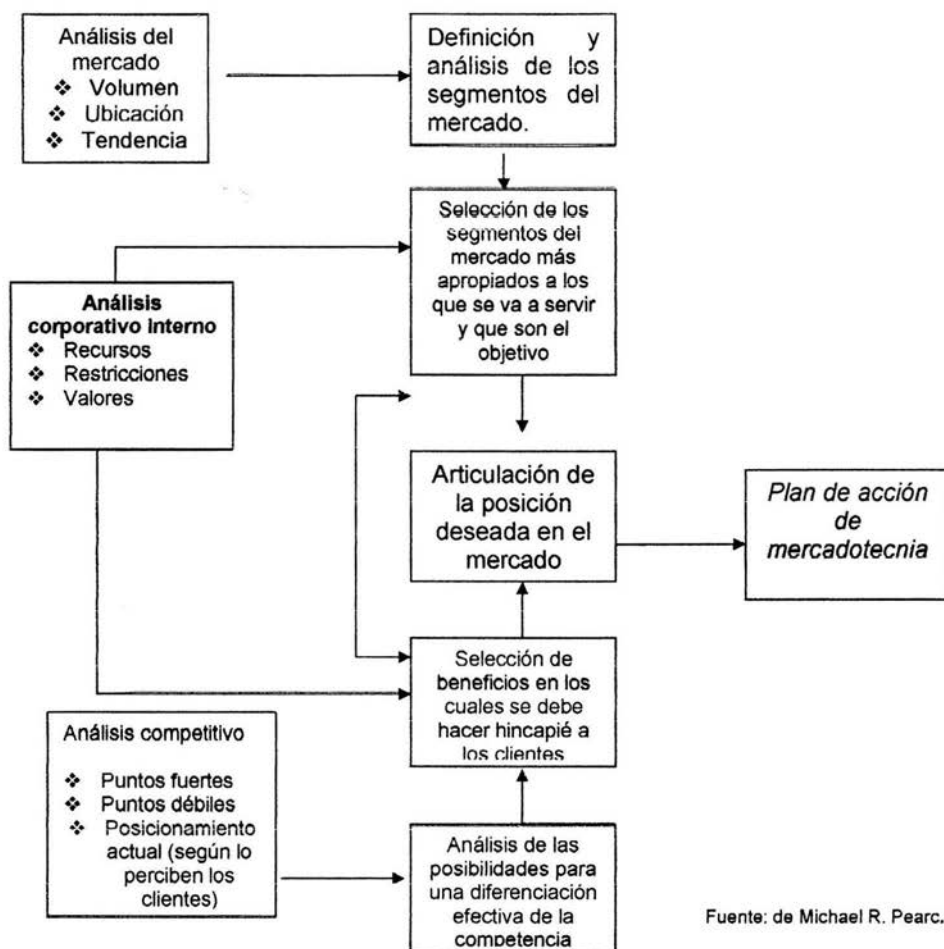 Análisis del
mercado
❖ Volumen
❖ Ubicación
❖ Tendencia
Definición y
análisis de los
segmentos del
mercado.
Selección de los
segmentos del
mercado más
apropiados a los
que se va a servir
y que son el
objetivo
Análisis
corporativo interno
❖ Recursos
❖ Restricciones
❖ Valores
Articulación de
la posición
deseada en el
mercado
Plan de acción
de
mercadotecnia
Selección de
beneficios en los
cuales se debe
hacer hincapié a
los clientes
Análisis competitivo
❖ Puntos fuertes
❖ Puntos débiles
❖ Posicionamiento
actual (según lo
perciben los
clientes)
Análisis de las
posibilidades para
una diferenciación
efectiva de la
competencia
Fuente: de Michael R. Pearc.